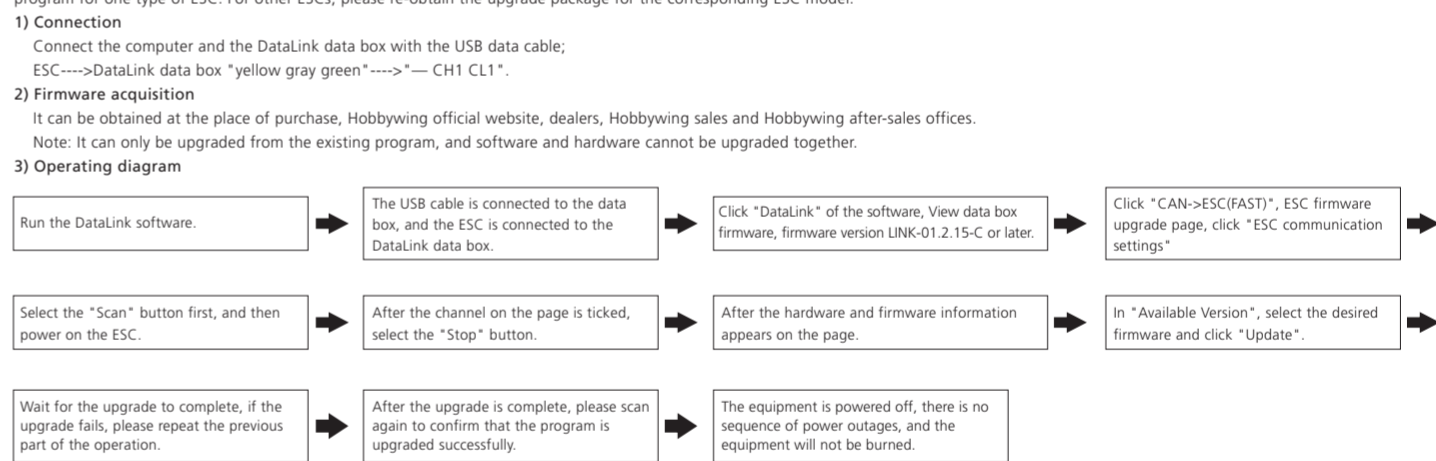 program for one type of ESC. For other ESCs, please re-obtain the upgrade package for the corresponding ESC model.
1) Connection
Connect the computer and the DataLink data box with the USB data cable;
ESC---->DataLink data box "yellow gray green"---->"— CH1 CL1".
2) Firmware acquisition
It can be obtained at the place of purchase, Hobbywing official website, dealers, Hobbywing sales and Hobbywing after-sales offices.
Note: It can only be upgraded from the existing program, and software and hardware cannot be upgraded together.
3) Operating diagram
Run the DataLink software.
The USB cable is connected to the data
box, and the ESC is connected to the
DataLink data box.
Click "DataLink" of the software, View data box
firmware, firmware version LINK-01.2.15-C or later.
Click "CAN->ESC(FAST)", ESC firmware
upgrade page, click "ESC communication
settings"
Select the "Scan" button first, and then
power on the ESC.
After the channel on the page is ticked,
select the "Stop" button.
After the hardware and firmware information
appears on the page.
In "Available Version", select the desired
firmware and click "Update".
Wait for the upgrade to complete, if the
upgrade fails, please repeat the previous
part of the operation.
After the upgrade is complete, please scan
again to confirm that the program is
upgraded successfully.
The equipment is powered off, there is no
sequence of power outages, and the
equipment will not be burned.